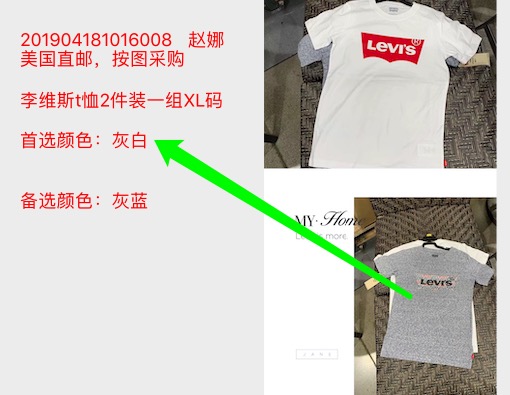 201904181016008 赵娜
美国直邮，按图采购
李维斯t恤2件装一组XL码
首选颜色：灰白
备选颜色：灰蓝
Levi's
MY·Home
more.
Levi's
JANE